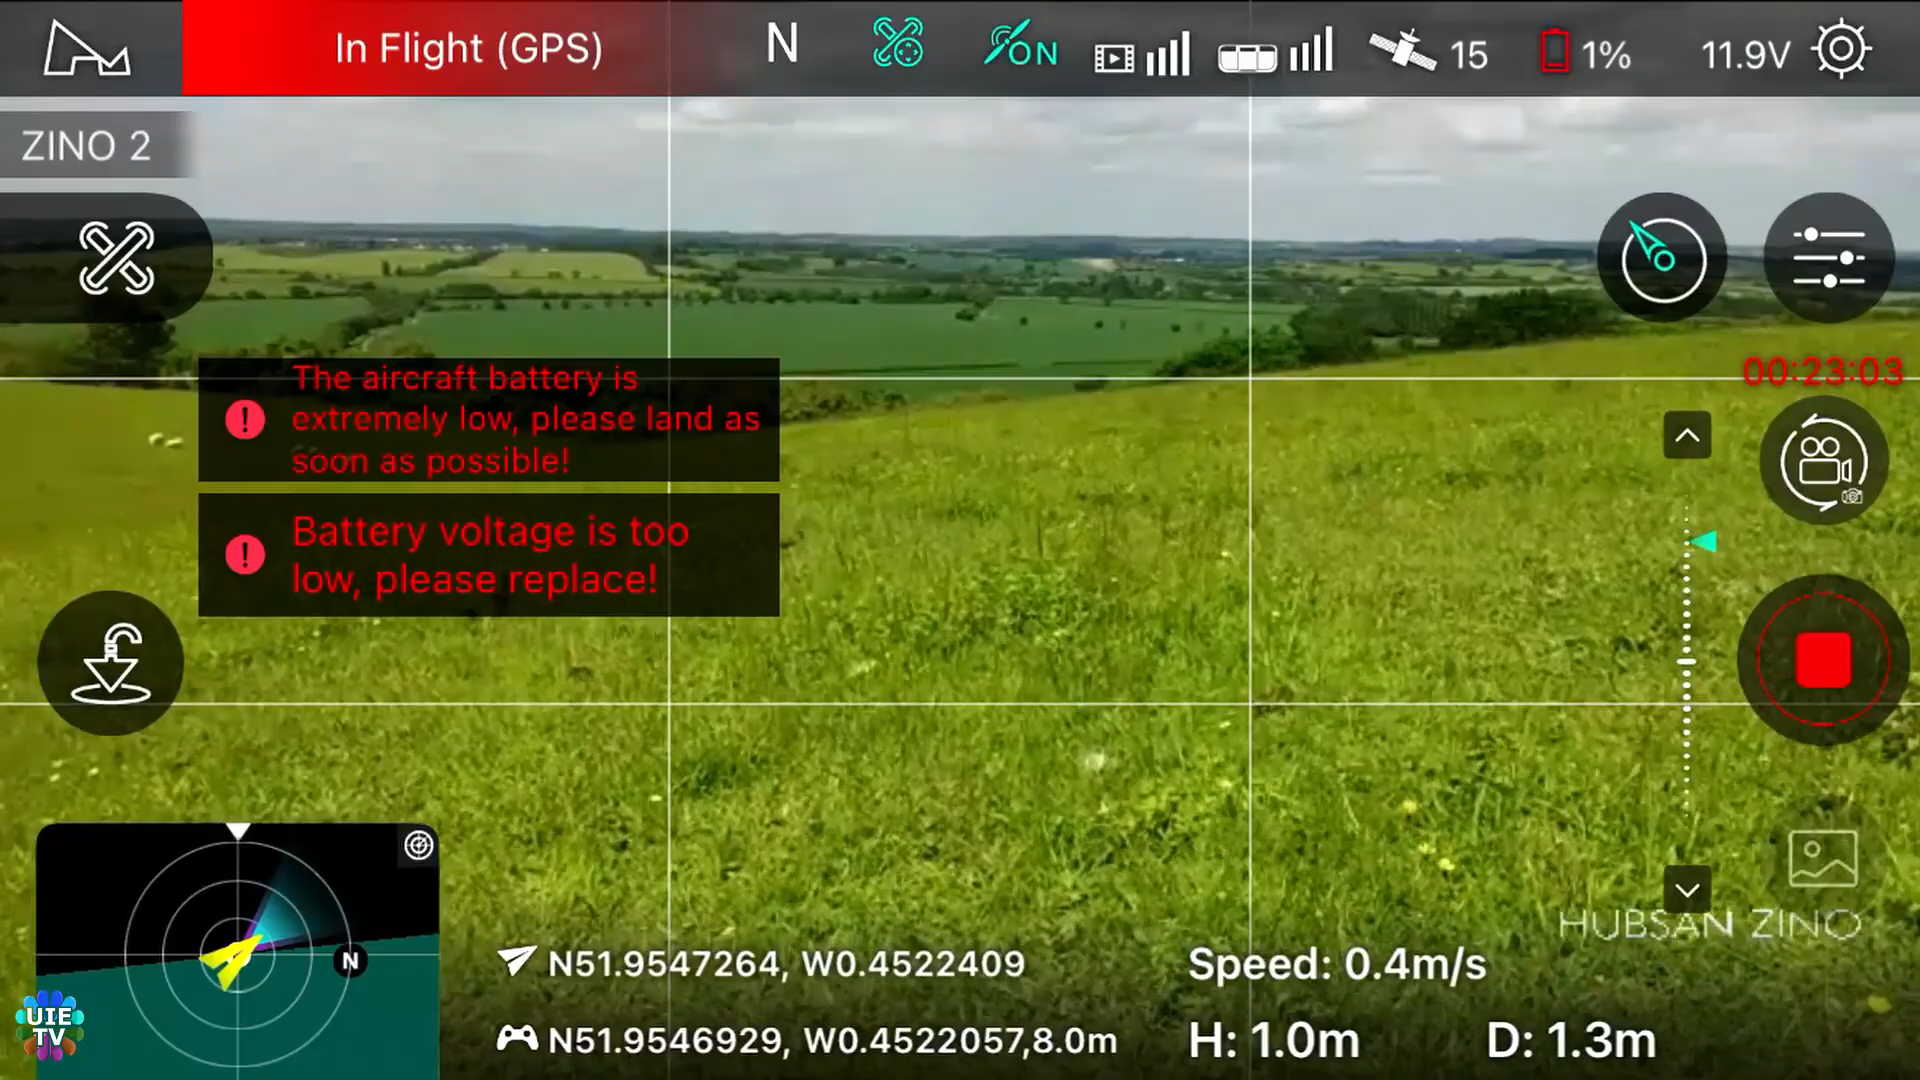 In Flight (GPS)
N
ON
15
1%
11.9V
ZINO 2
The aircraft battery is
extremely low, please land as
soon as possible!
00:23:03
Battery voltage is too
low, please replace!
HUBSAN ZINO
N
N51.9547264, W0.4522409
Speed: 0.4m/s
UIE
TV
N51.9546929, W0.4522057,8.0m
H: 1.0m
D: 1.3m